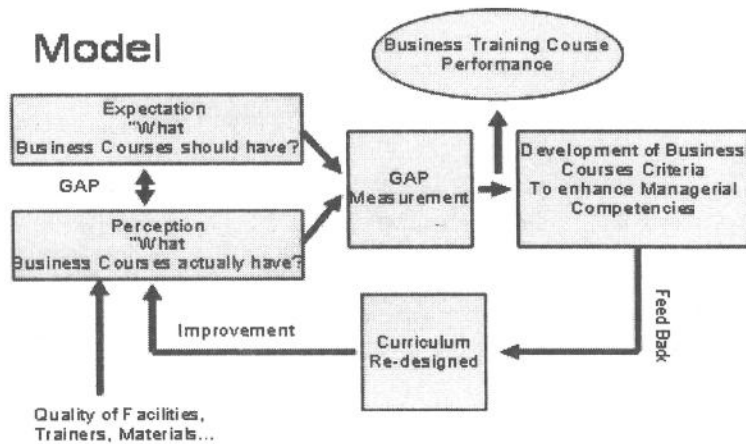 Model
Business Training Course
Performance
Expectation
"What
Business Courses should have?
GAP
Perception
"What
Business Courses actually have?
GAP
Measurement
Development of Business
Courses Criteria
To enhance Managerial
Competencies
Feed Back
Improvement
Curriculum
Re-designed
Quality of Facilities,
Trainers, Materials...